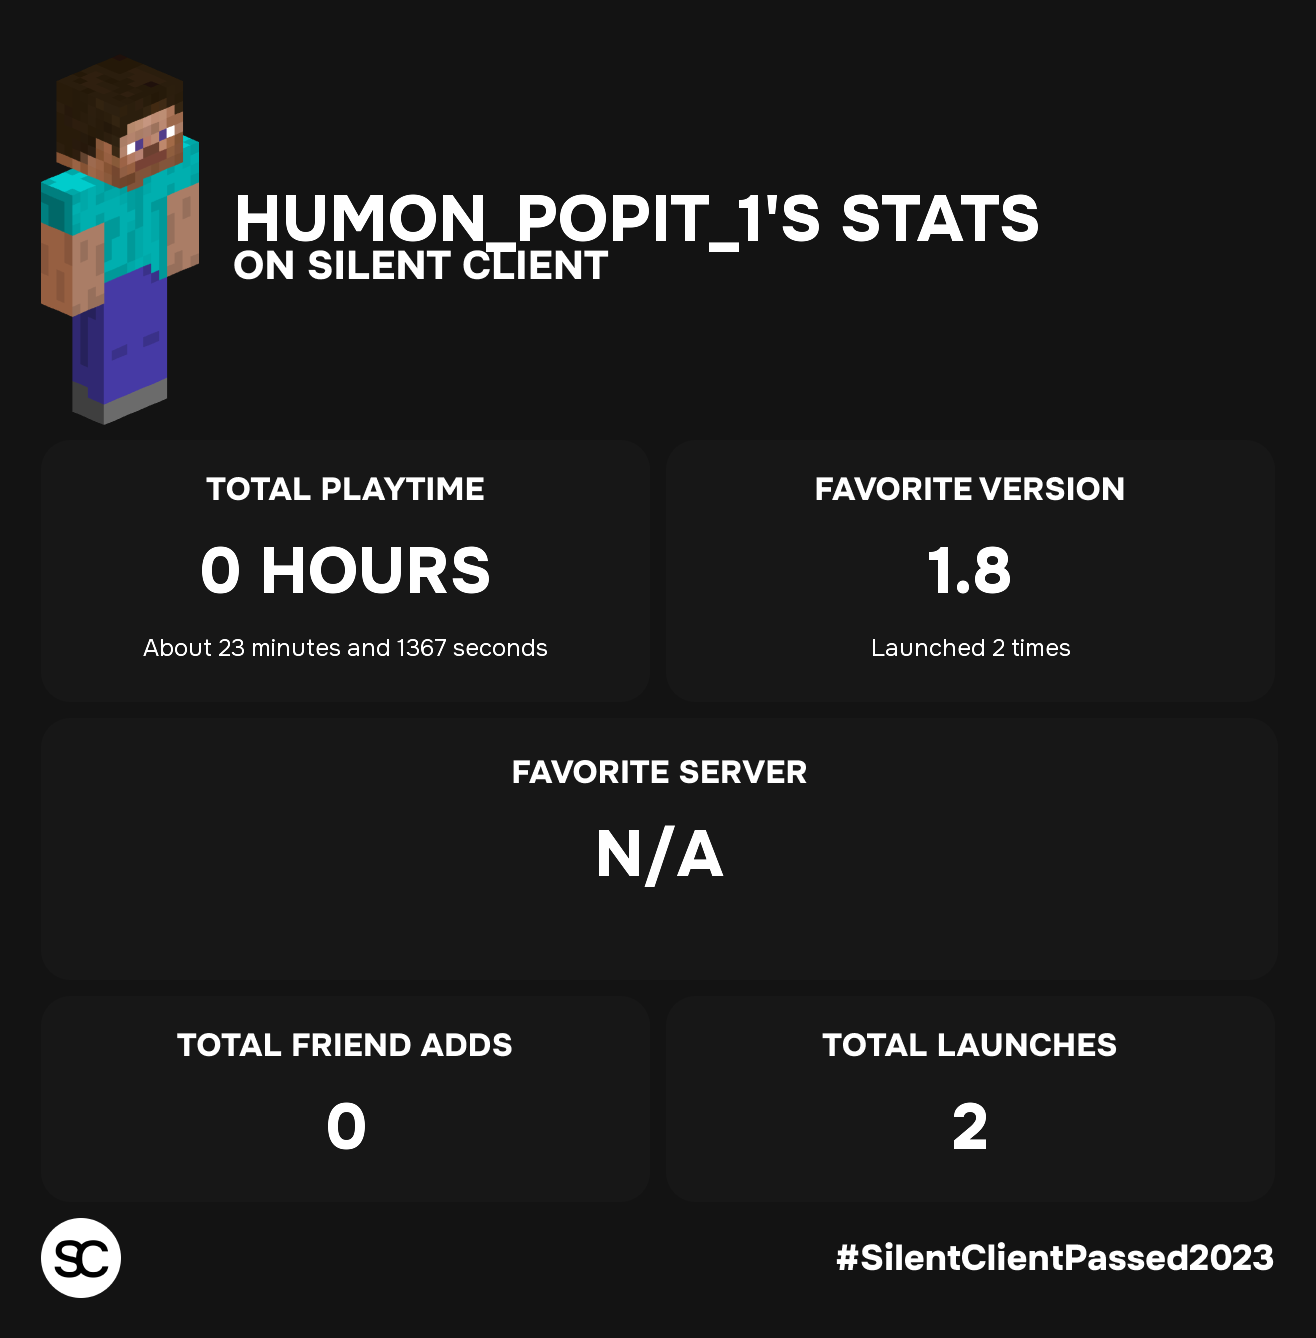 HUMON_POPIT_1'S STATS
ON SILENT CLIENT
TOTAL PLAYTIME
0 HOURS
About 23 minutes and 1367 seconds
FAVORITE VERSION
1.8
Launched 2 times
FAVORITE SERVER
N/A
TOTAL FRIEND ADDS
0
TOTAL LAUNCHES
2
SC
#SilentClientPassed2023